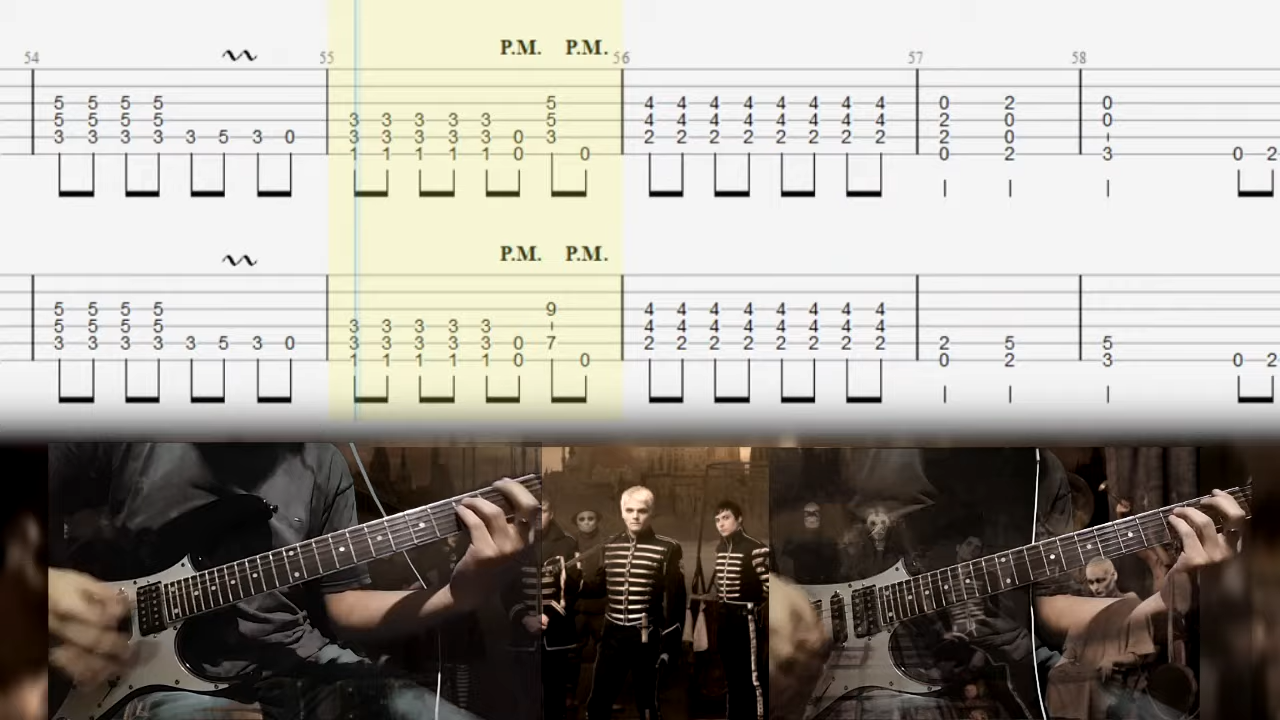 P.M. P.M.
54 55 56 57 58
5 5 5 5 5 4 4 4 4 4 4 4 4 0 2 0
5 5 5 5 3 3 3 3 3 5 4 4 4 4 4 4 4 4 2 0 0
3 3 3 3 3 5 3 0 3 3 3 3 3 0 3 2 2 2 2 2 2 2 2 2 0
1 1 1 1 1 0 0 0 2 3 0 2
P.M. P.M.
5 5 5 5 9 4 4 4 4 4 4 4 4
5 5 5 5 3 3 3 3 3 4 4 4 4 4 4 4 4
3 3 3 3 3 5 3 0 3 3 3 3 3 0 7 2 2 2 2 2 2 2 2 2 5 5
1 1 1 1 1 0 0 0 2 3 0 2